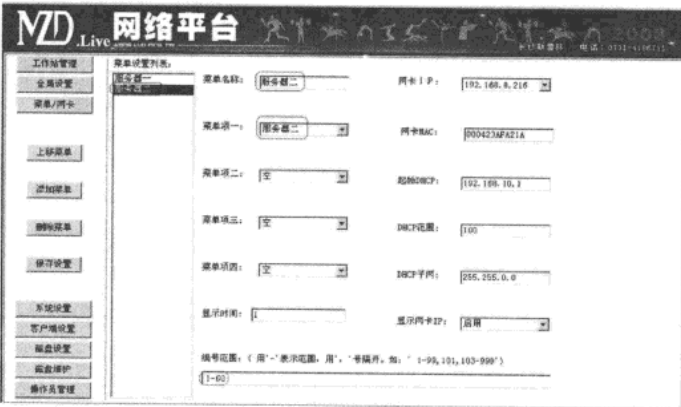 MZD.Live 网络平台
2008
工作站管理
全局设置
菜单/网卡
上移菜单
添加菜单
删除菜单
保存设置
系统设置
客户端设置
磁盘设置
磁盘维护
操作员管理
菜单设置列表:
服务器一
服务器二
菜单名称: 服务器二
网卡IP: 192.168.8.216
菜单项一: 服务器二
网卡MAC: 000423AFA21A
菜单项二: 空
起始DHCP: 192.168.10.1
菜单项三: 空
DHCP范围: 100
菜单项四: 空
DHCP子网: 255.255.0.0
显示时间: 1
显示网卡IP: 启用
编号范围:( 用'-'表示范围, 用','号隔开, 如: ' 1-99,101,103-999')
1-60